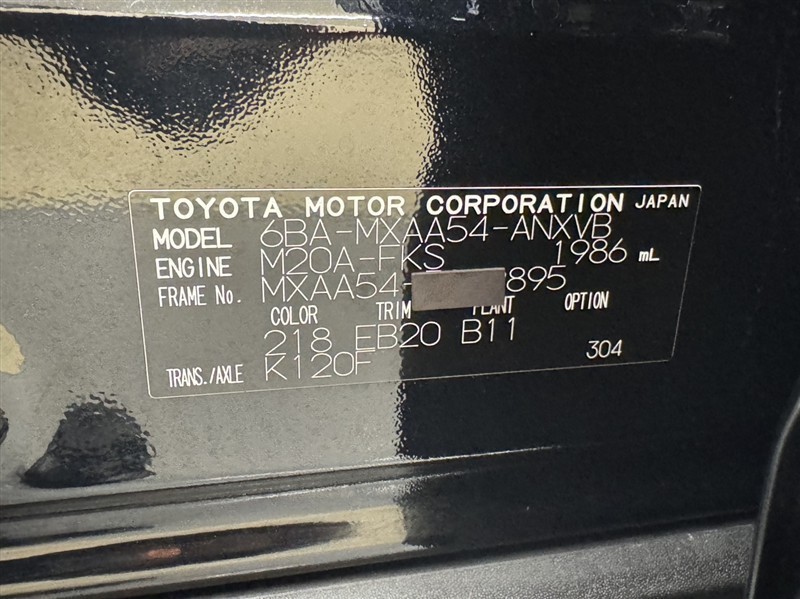 TOYOTA MOTOR CORPORATION JAPAN
MODEL 6BA-MXAA54-ANXVB
ENGINE M20A-FKS 1986 mL
FRAME No. MXAA54- 895
COLOR TRIM PLANT OPTION
218 EB20 B11
TRANS./AXLE K120F 304